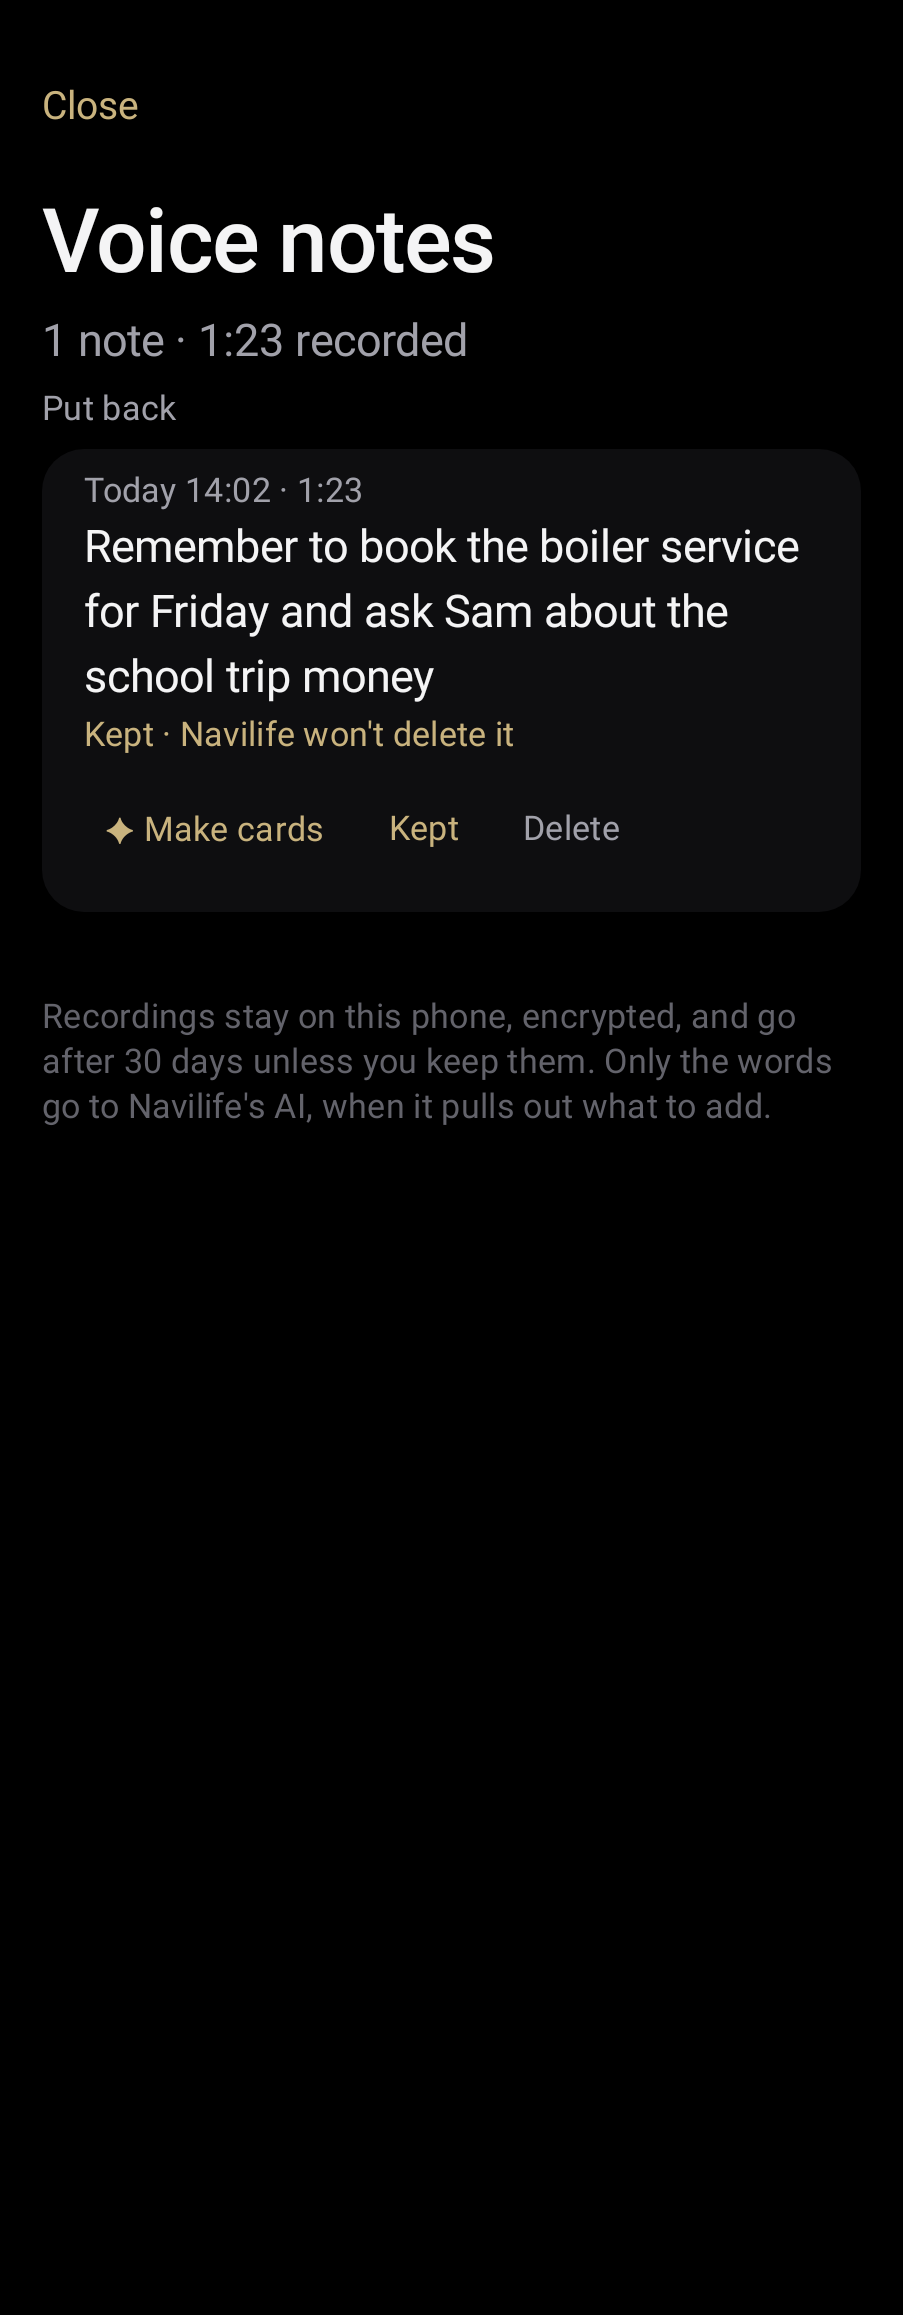 Close
Voice notes
1 note · 1:23 recorded
Put back
Today 14:02 · 1:23
Remember to book the boiler service
for Friday and ask Sam about the
school trip money
Kept · Navilife won't delete it
Make cards Kept Delete
Recordings stay on this phone, encrypted, and go
after 30 days unless you keep them. Only the words
go to Navilife's AI, when it pulls out what to add.